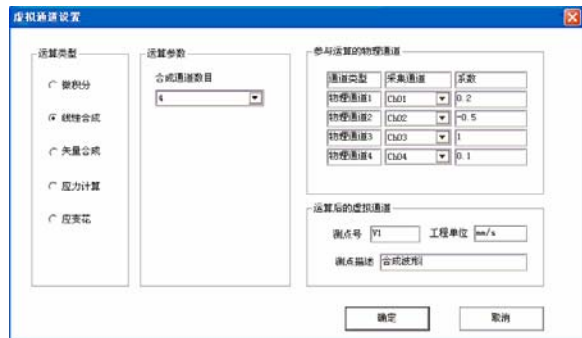 虚拟通道设置
运算类型
微积分
线性合成
矢量合成
应力计算
应变花
运算参数
合成通道数目
4
参与运算的物理通道
通道类型 采集通道 系数
物理通道1 Ch01 0.2
物理通道2 Ch02 -0.5
物理通道3 Ch03 1
物理通道4 Ch04 0.1
运算后的虚拟通道
测点号 V1 工程单位 mm/s
测点描述 合成波形
确定 取消